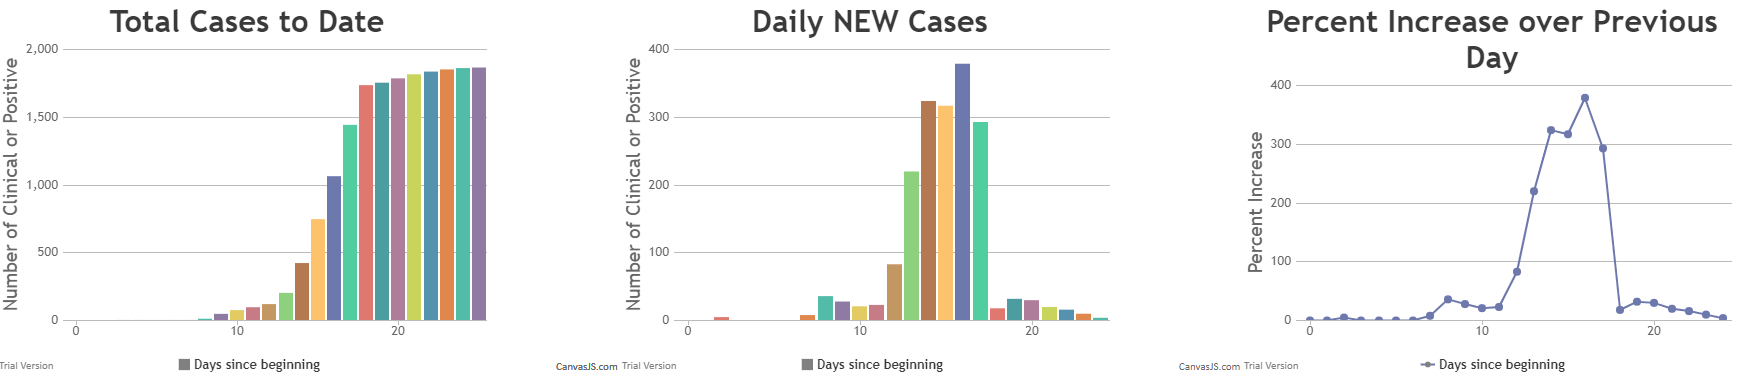 Total Cases to Date
Number of Clinical or Positive
2,000
1,500
1,000
500
0
0
10
20
Trial Version
Days since beginning
Daily NEW Cases
Number of Clinical or Positive
400
300
200
100
0
0
10
20
CanvasJS.com Trial Version
Days since beginning
Percent Increase over Previous
Day
Percent Increase
400
300
200
100
0
0
10
20
CanvasJS.com Trial Version
Days since beginning